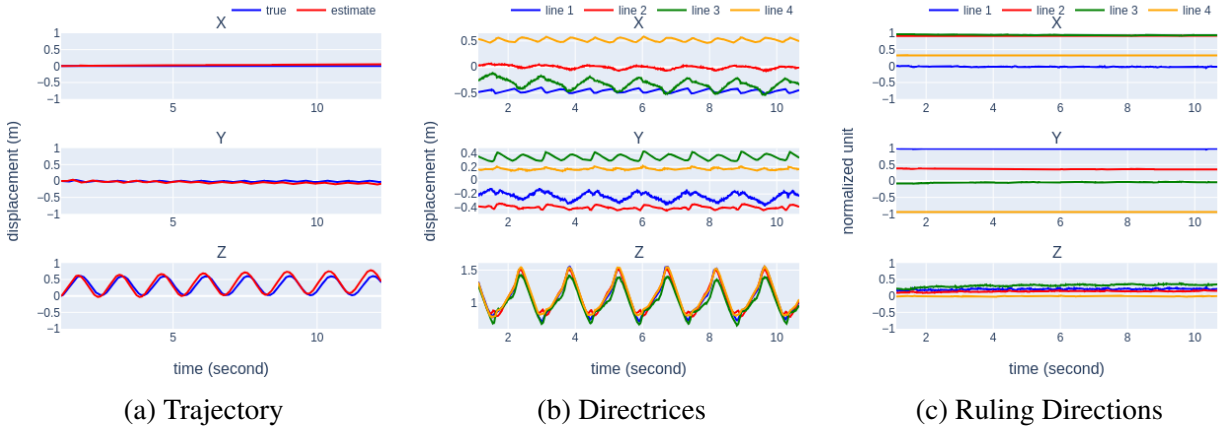 true estimate
X
1
0.5
0
−0.5
−1
5 10
Y
1
0.5
0
−0.5
−1
5 10
Z
1
0.5
0
−0.5
−1
5 10
displacement (m)
time (second)
(a) Trajectory
line 1 line 2 line 3 line 4
X
0.5
0
−0.5
2 4 6 8 10
Y
0.4
0.2
0
−0.2
−0.4
2 4 6 8 10
Z
1.5
1
2 4 6 8 10
displacement (m)
time (second)
(b) Directrices
line 1 line 2 line 3 line 4
X
1
0.5
0
−0.5
−1
2 4 6 8 10
Y
1
0.5
0
−0.5
−1
2 4 6 8 10
Z
1
0.5
0
−0.5
−1
2 4 6 8 10
normalized unit
time (second)
(c) Ruling Directions